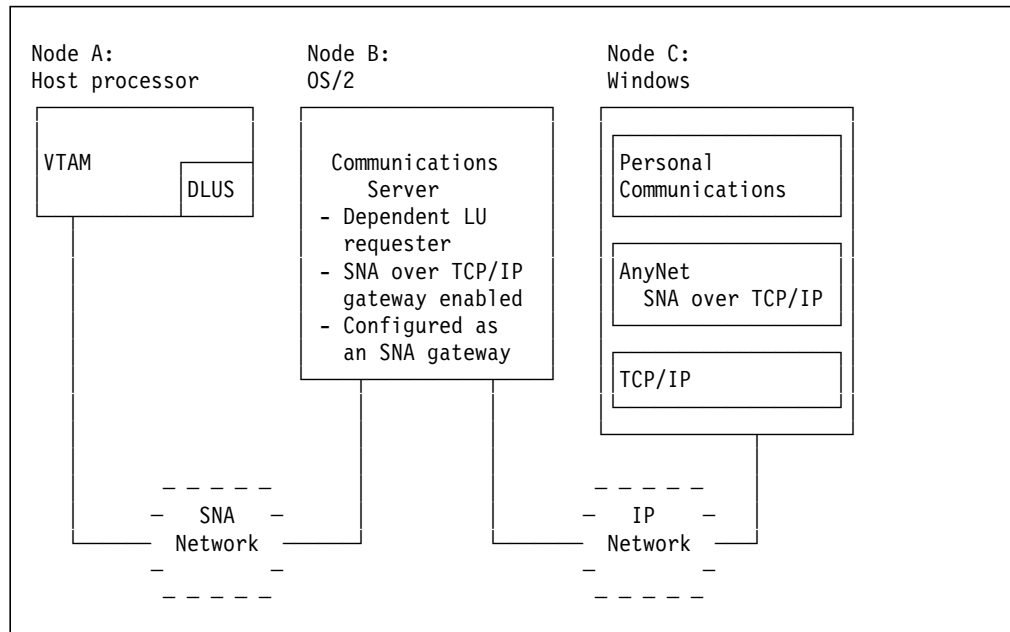 Node A:
Host processor
Node B:
OS/2
Node C:
Windows
VTAM
DLUS
Communications
Server
- Dependent LU
requester
- SNA over TCP/IP
gateway enabled
- Configured as
an SNA gateway
Personal
Communications
AnyNet
SNA over TCP/IP
TCP/IP
SNA
Network
IP
Network